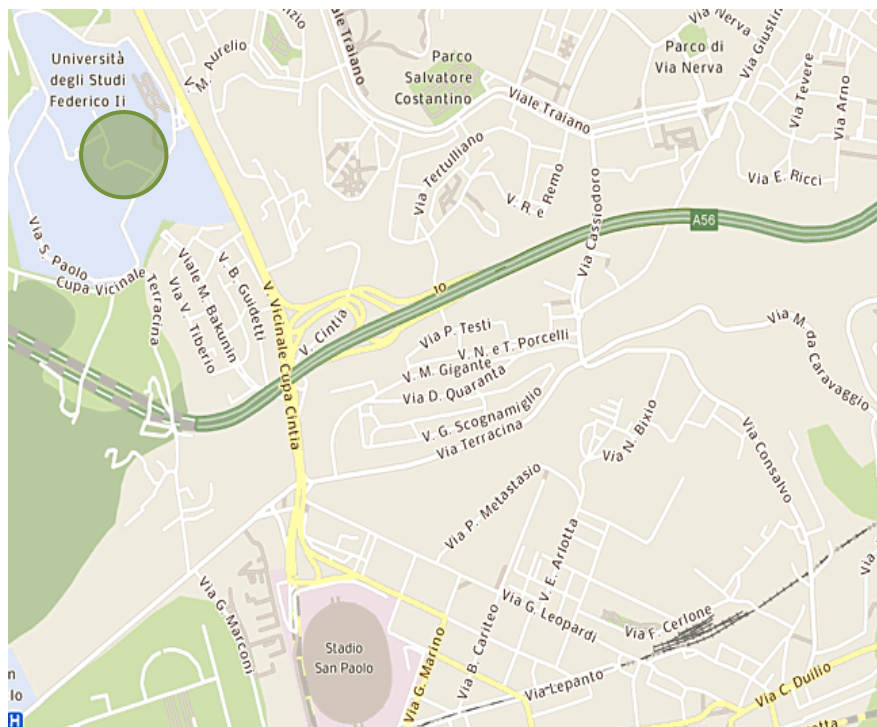 Via Nerva
Via Giustin
Viale Traiano
V. M. Aurelio
Università
degli Studi
Federico Ii
Parco
Salvatore
Costantino
Parco di
Via Nerva
Via Tevere
Via Arno
Viale Traiano
Via Tertulliano
V. R. e Remo
Via E. Ricci
Via Cassiodoro
A56
Via S. Paolo
Cupa Vicinale
Terracina
Viale M. Bakunin
V. B. Guidetti
Via V. Tiberio
V. Vicinale Cupa Cintia
V. Cintia
10
Via P. Testi
V. N. e T. Porcelli
V. M. Gigante
Via D. Quaranta
V. G. Scognamiglio
Via Terracina
Via M. da Caravaggio
Via N. Bixio
Via Consalvo
Via P. Metastasio
V. E. Arlotta
Via G. Marconi
Via G. Leopardi
Via F. Cerlone
Via B. Cariteo
Via G. Marino
Stadio
San Paolo
Via Lepanto
Via C. Duilio
H